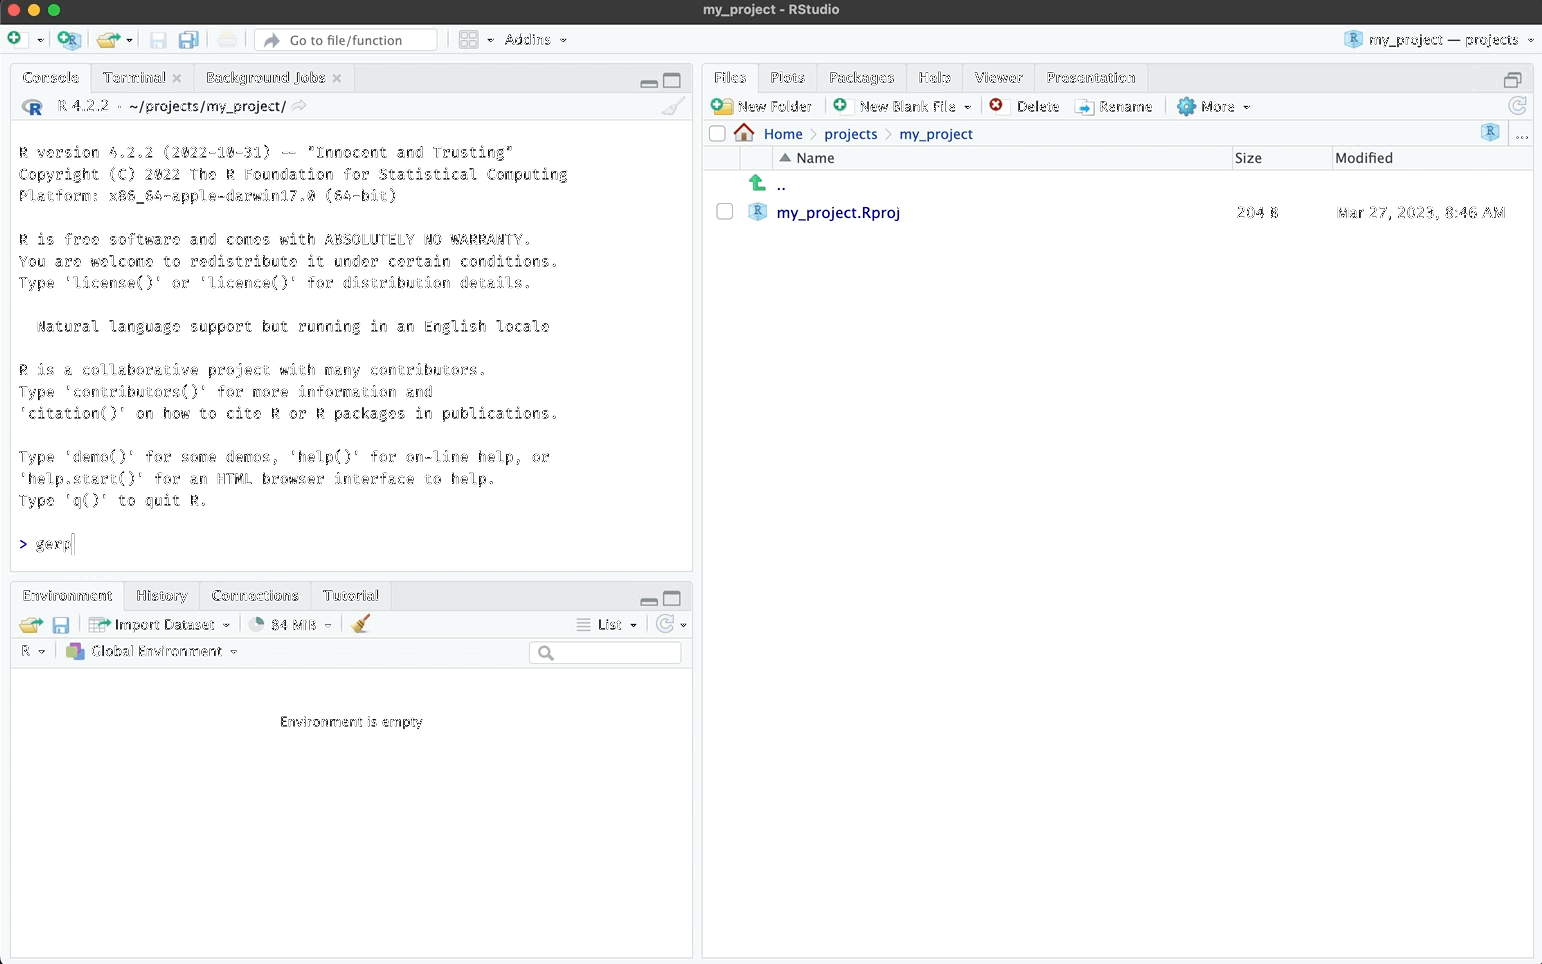 my_project - RStudio
Go to file/function
Addins
my_project — projects
Console
Terminal
Background Jobs
R 4.2.2 · ~/projects/my_project/
R version 4.2.2 (2022-10-31) -- "Innocent and Trusting"
Copyright (C) 2022 The R Foundation for Statistical Computing
Platform: x86_64-apple-darwin17.0 (64-bit)
R is free software and comes with ABSOLUTELY NO WARRANTY.
You are welcome to redistribute it under certain conditions.
Type 'license()' or 'licence()' for distribution details.
Natural language support but running in an English locale
R is a collaborative project with many contributors.
Type 'contributors()' for more information and
'citation()' on how to cite R or R packages in publications.
Type 'demo()' for some demos, 'help()' for on-line help, or
'help.start()' for an HTML browser interface to help.
Type 'q()' to quit R.
> gerp
Environment
History
Connections
Tutorial
Import Dataset
84 MiB
List
R
Global Environment
Environment is empty
Files
Plots
Packages
Help
Viewer
Presentation
New Folder
New Blank File
Delete
Rename
More
Home
projects
my_project
...
Name
Size
Modified
..
my_project.Rproj
204 B
Mar 27, 2023, 8:46 AM